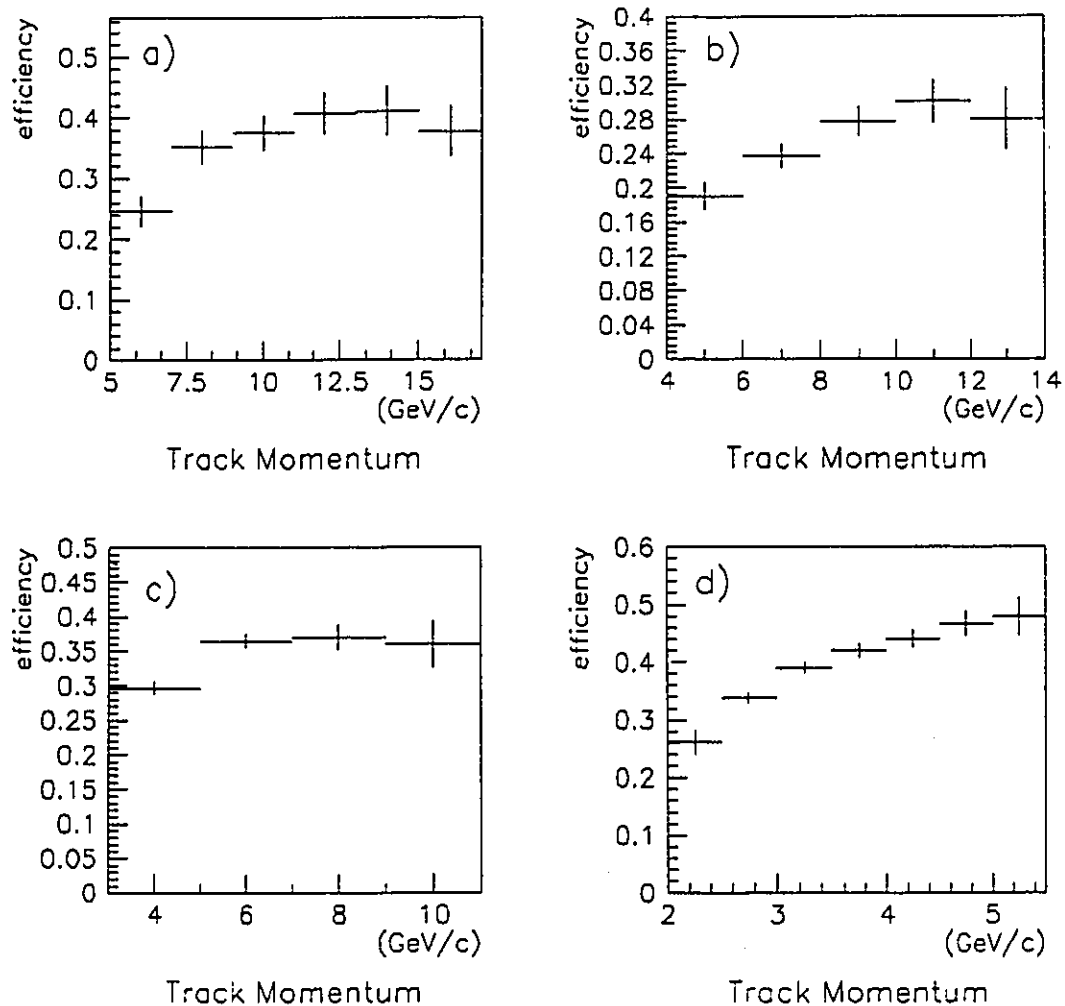 a)
efficiency
0.5
0.4
0.3
0.2
0.1
0
5 7.5 10 12.5 15
(GeV/c)
Track Momentum
b)
efficiency
0.4
0.36
0.32
0.28
0.24
0.2
0.16
0.12
0.08
0.04
0
4 6 8 10 12 14
(GeV/c)
Track Momentum
c)
efficiency
0.5
0.45
0.4
0.35
0.3
0.25
0.2
0.15
0.1
0.05
0
4 6 8 10
(GeV/c)
Track Momentum
d)
efficiency
0.6
0.5
0.4
0.3
0.2
0.1
0
2 3 4 5
(GeV/c)
Track Momentum